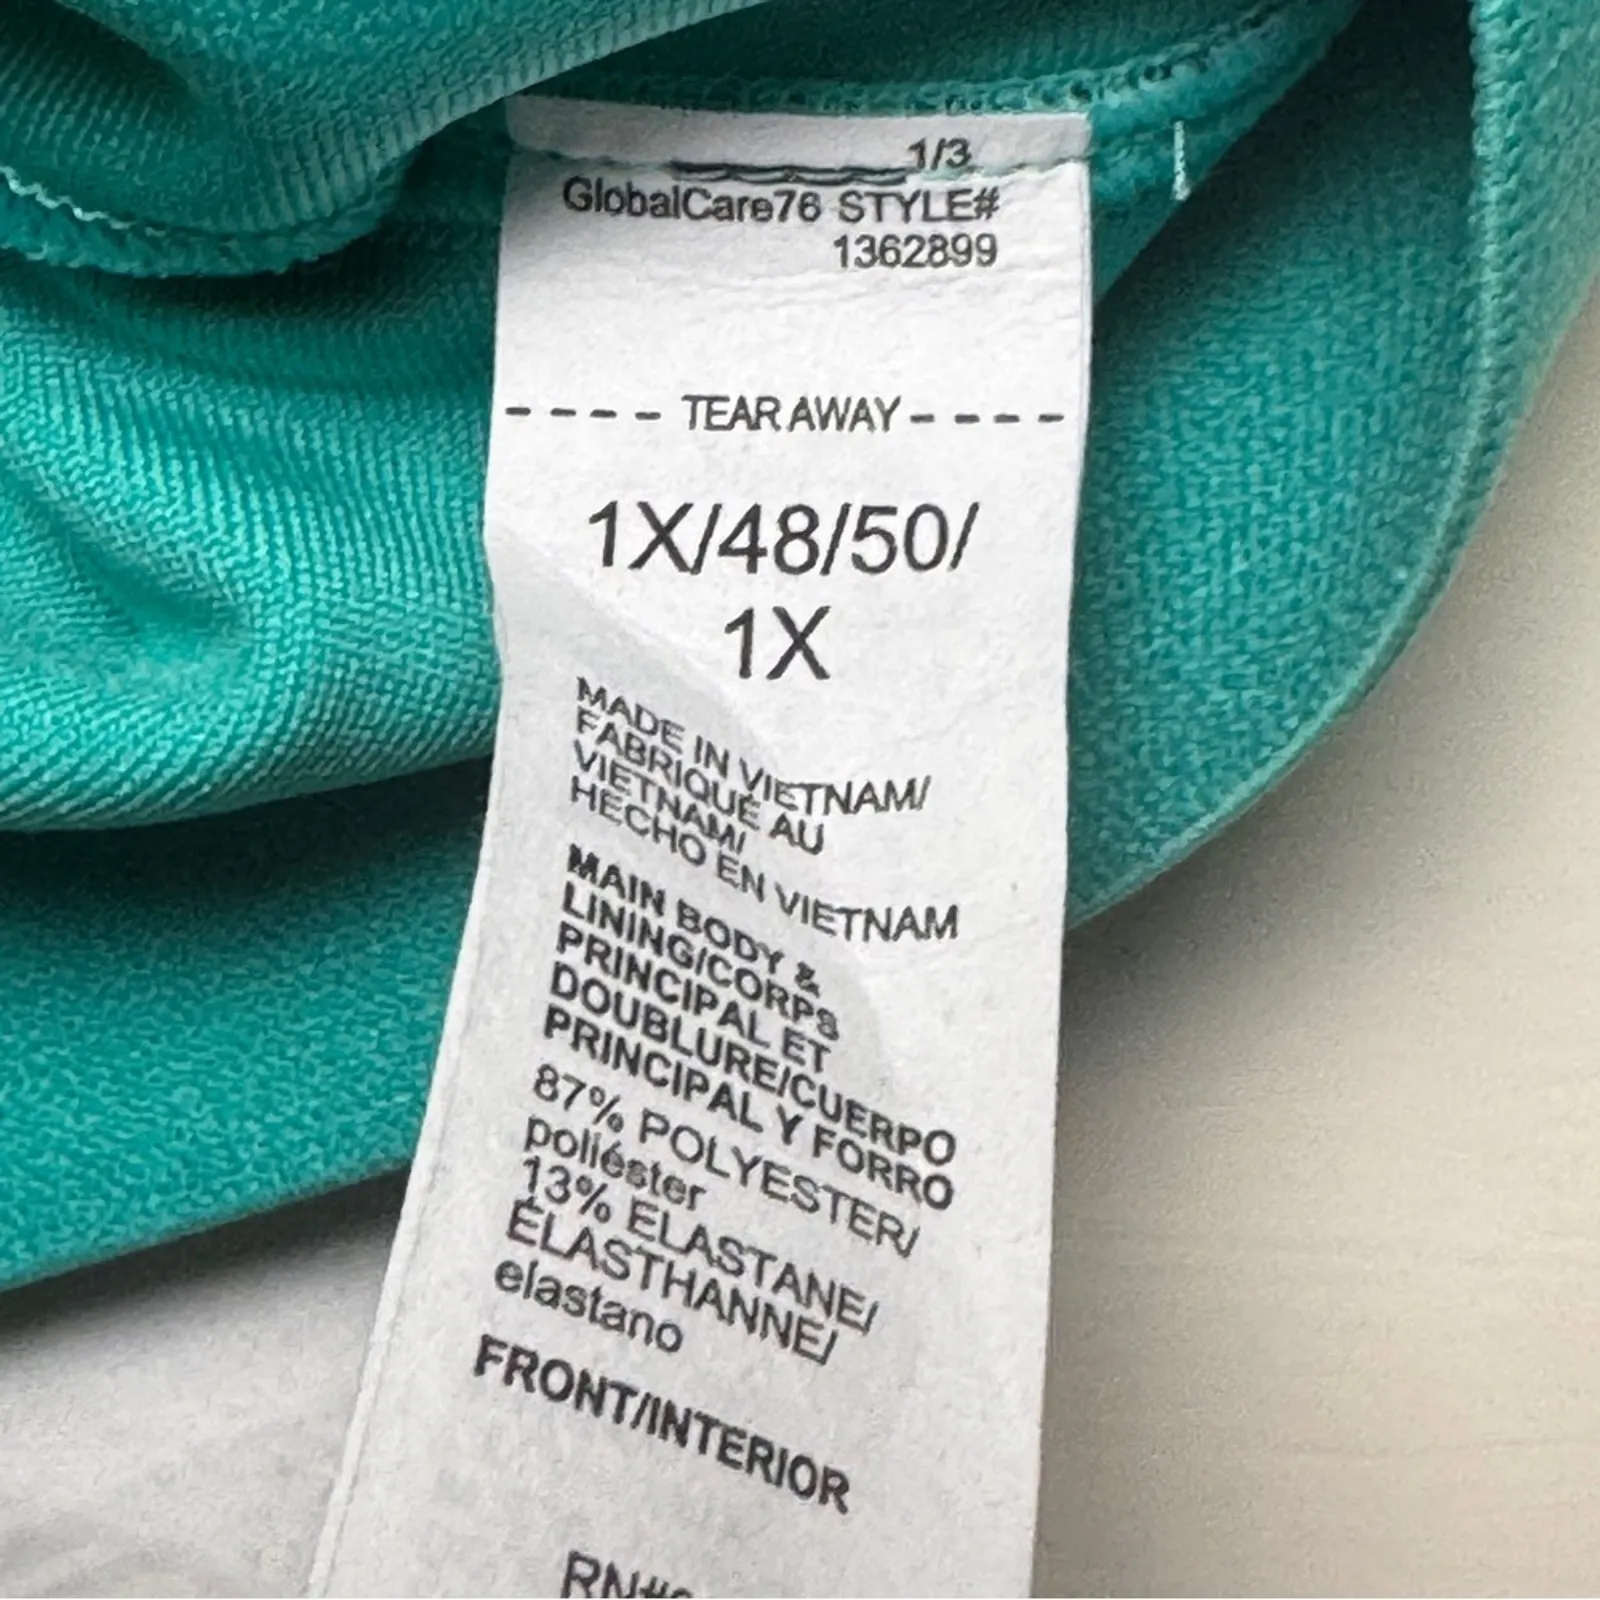 1/3
GlobalCare76 STYLE#
1362899
---- TEAR AWAY ----
1X/48/50/
1X
MADE IN VIETNAM/
FABRIQUÉ AU
VIETNAM/
HECHO EN VIETNAM
MAIN BODY &
LINING/CORPS
PRINCIPAL ET
DOUBLURE/CUERPO
PRINCIPAL Y FORRO
87% POLYESTER/
poliéster
13% ELASTANE/
ÉLASTHANNE/
elastano
FRONT/INTERIOR
RN#